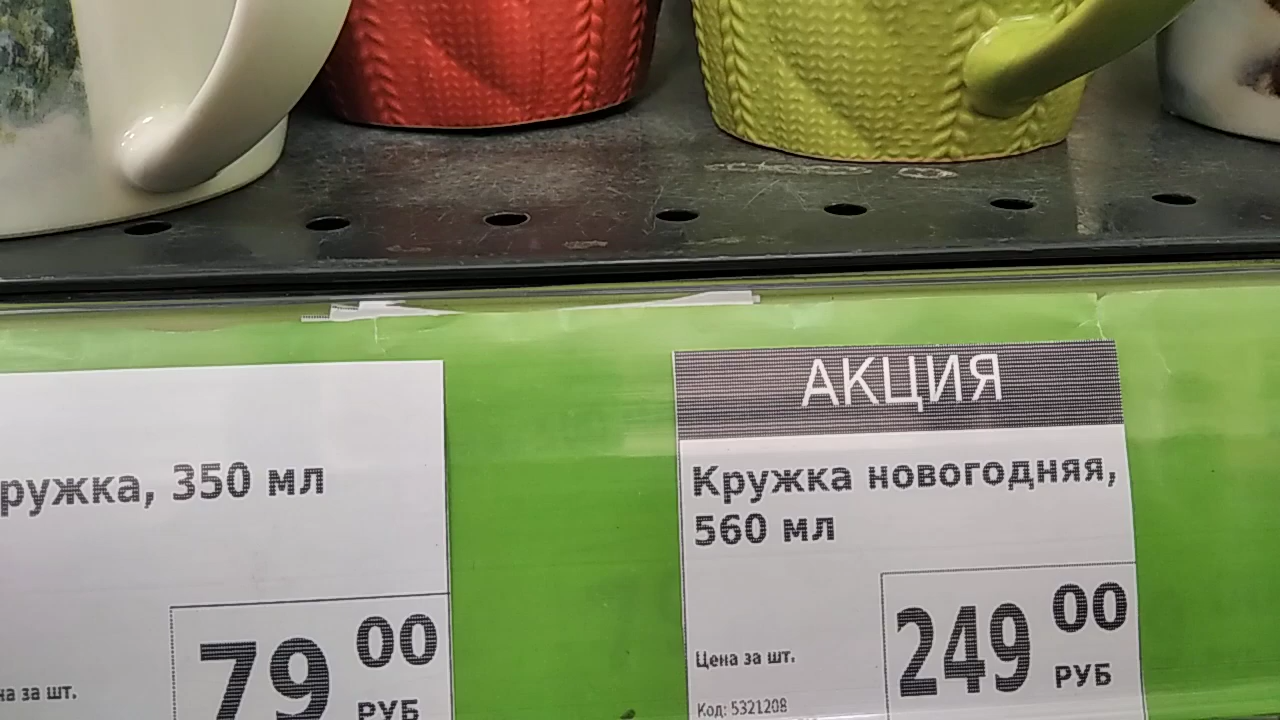 ружка, 350 мл
на за шт.
79 00
РУБ
АКЦИЯ
Кружка новогодняя,
560 мл
Цена за шт.
249 00
РУБ
Код: 5321208